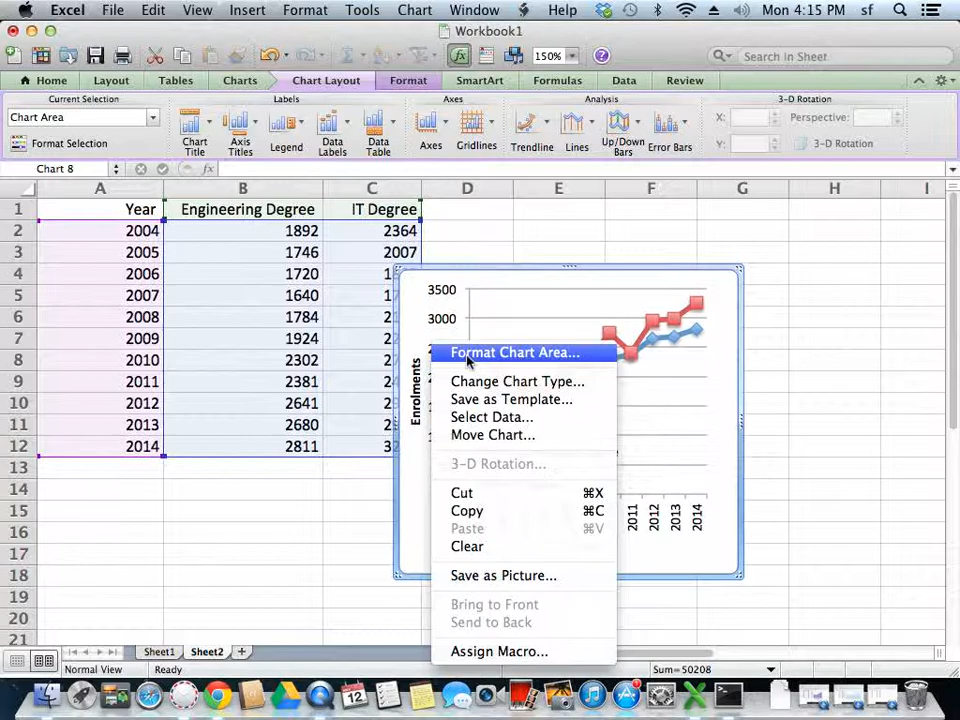 Excel File Edit View Insert Format Tools Chart Window Help Mon 4:15 PM sf
Workbook1
150% Search in Sheet
Home Layout Tables Charts Chart Layout Format SmartArt Formulas Data Review
Current Selection Labels Axes Analysis 3-D Rotation
Chart Area X: Perspective:
Format Selection Chart Title Axis Titles Legend Data Labels Data Table Axes Gridlines Trendline Lines Up/Down Bars Error Bars Y: 3-D Rotation
Chart 8 fx
A B C D E F G H I
1 Year Engineering Degree IT Degree
2 2004 1892 2364
3 2005 1746 2007
4 2006 1720
5 2007 1640
6 2008 1784
7 2009 1924
8 2010 2302
9 2011 2381
10 2012 2641
11 2013 2680
12 2014 2811
13
14
15
16
17
18
19
20
21
3500
3000
Enrolments
2011 2012 2013 2014
Format Chart Area...
Change Chart Type...
Save as Template...
Select Data...
Move Chart...
3-D Rotation...
Cut ⌘X
Copy ⌘C
Paste ⌘V
Clear
Save as Picture...
Bring to Front
Send to Back
Assign Macro...
Sheet1 Sheet2
Normal View Ready Sum=50208
12